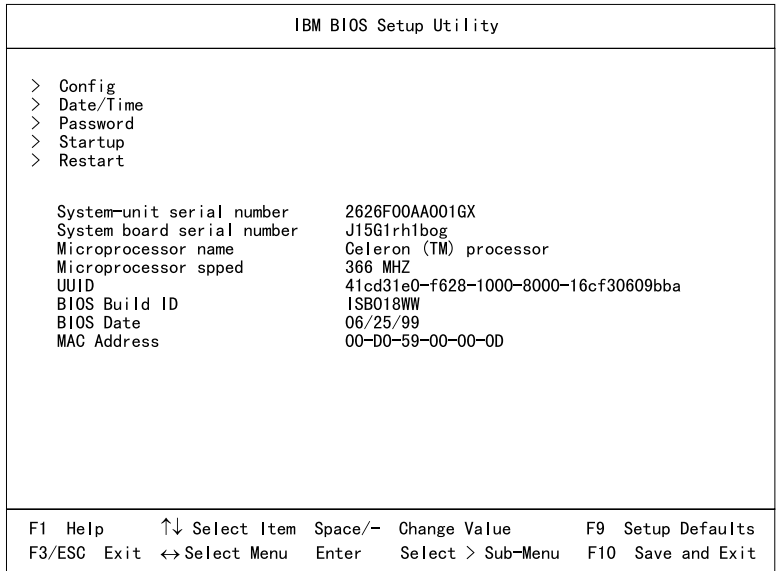 IBM BIOS Setup Utility
> Config
> Date/Time
> Password
> Startup
> Restart
System-unit serial number 2626F00AA001GX
System board serial number J15G1rh1bog
Microprocessor name Celeron (TM) processor
Microprocessor spped 366 MHZ
UUID 41cd31e0-f628-1000-8000-16cf30609bba
BIOS Build ID ISB018WW
BIOS Date 06/25/99
MAC Address 00-D0-59-00-00-0D
F1 Help ↑↓ Select Item Space/- Change Value F9 Setup Defaults
F3/ESC Exit ↔ Select Menu Enter Select > Sub-Menu F10 Save and Exit